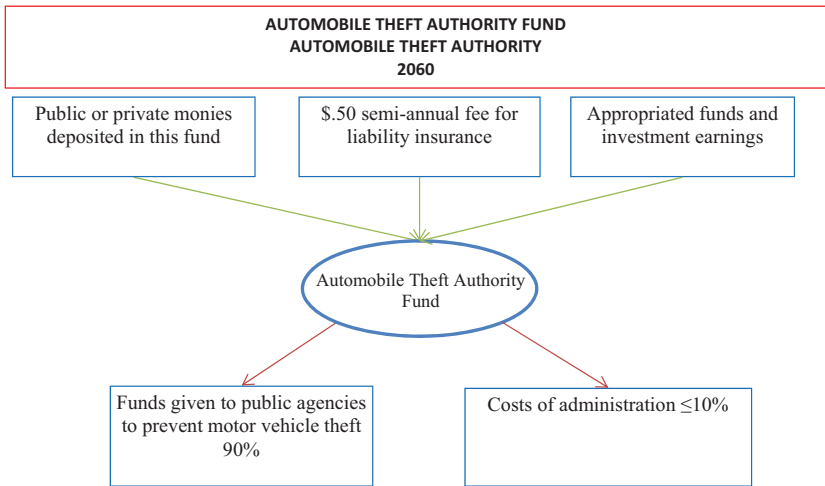 AUTOMOBILE THEFT AUTHORITY FUND
AUTOMOBILE THEFT AUTHORITY
2060
Public or private monies
deposited in this fund
$.50 semi-annual fee for
liability insurance
Appropriated funds and
investment earnings
Automobile Theft Authority
Fund
Funds given to public agencies
to prevent motor vehicle theft
90%
Costs of administration ≤10%